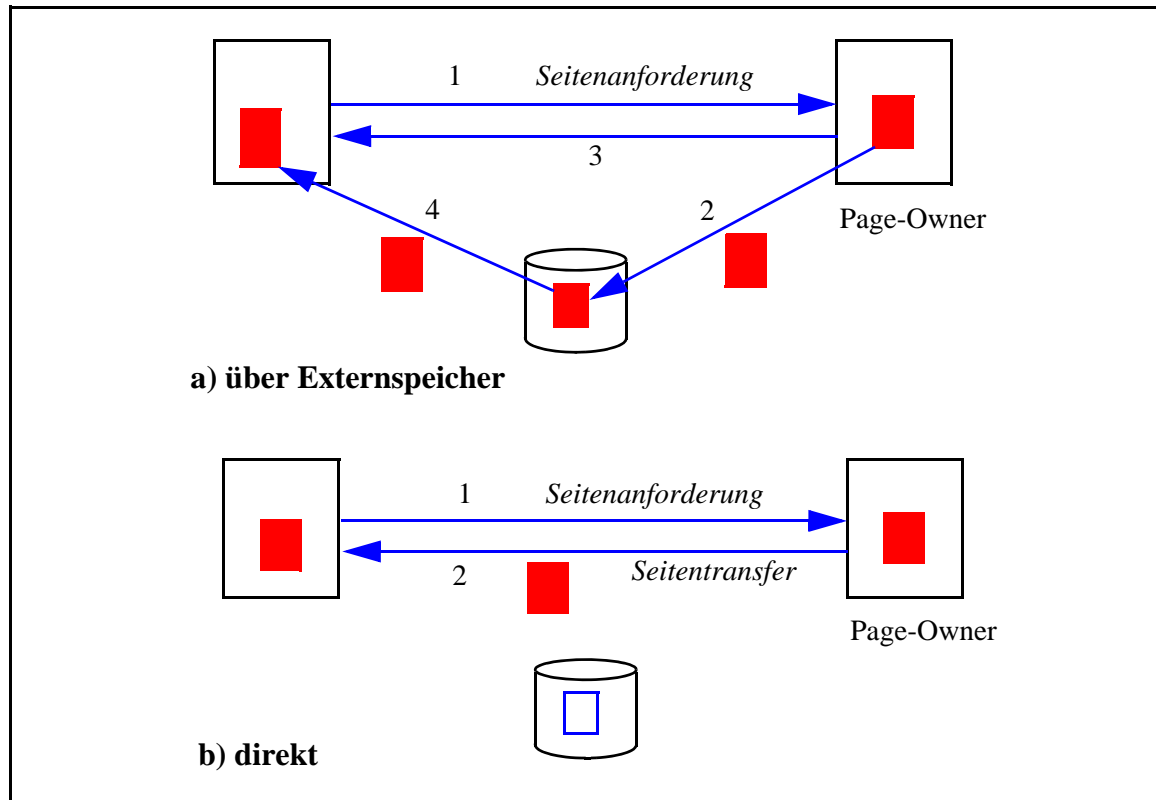 1 Seitenanforderung
3
4
2
Page-Owner
a) über Externspeicher
1 Seitenanforderung
2 Seitentransfer
Page-Owner
b) direkt